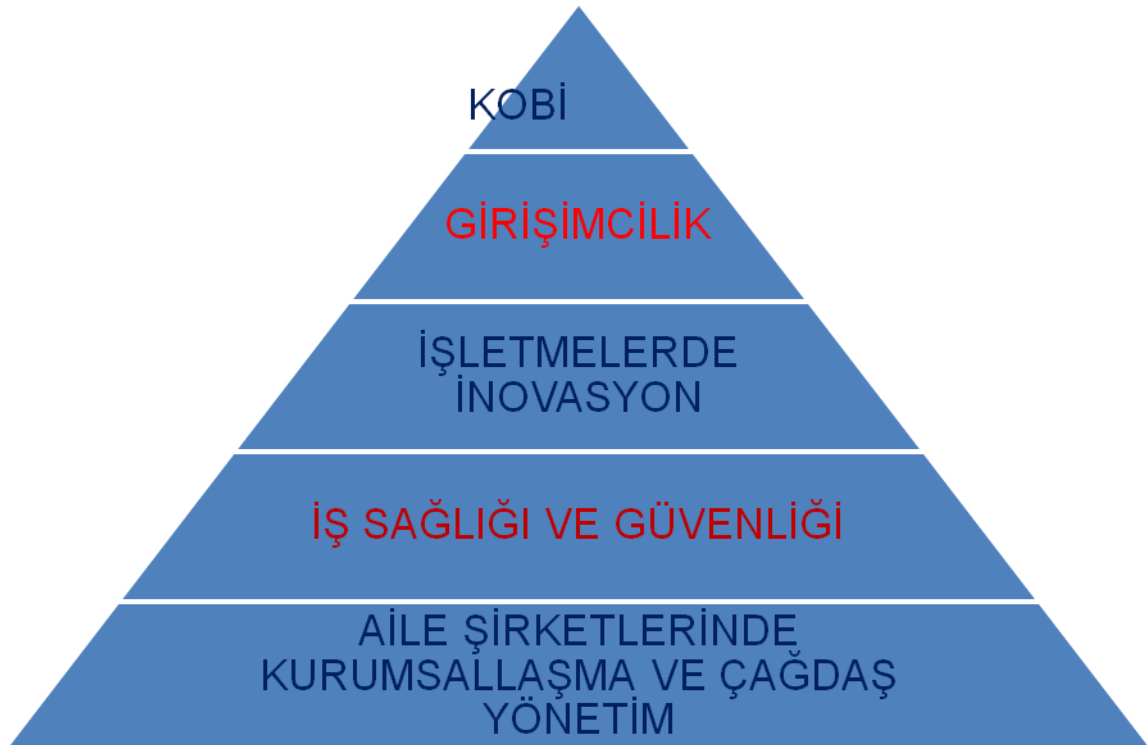 KOBİ
GİRİŞİMCİLİK
İŞLETMELERDE
İNOVASYON
İŞ SAĞLIĞI VE GÜVENLİĞİ
AİLE ŞİRKETLERİNDE
KURUMSALLAŞMA VE ÇAĞDAŞ
YÖNETİM